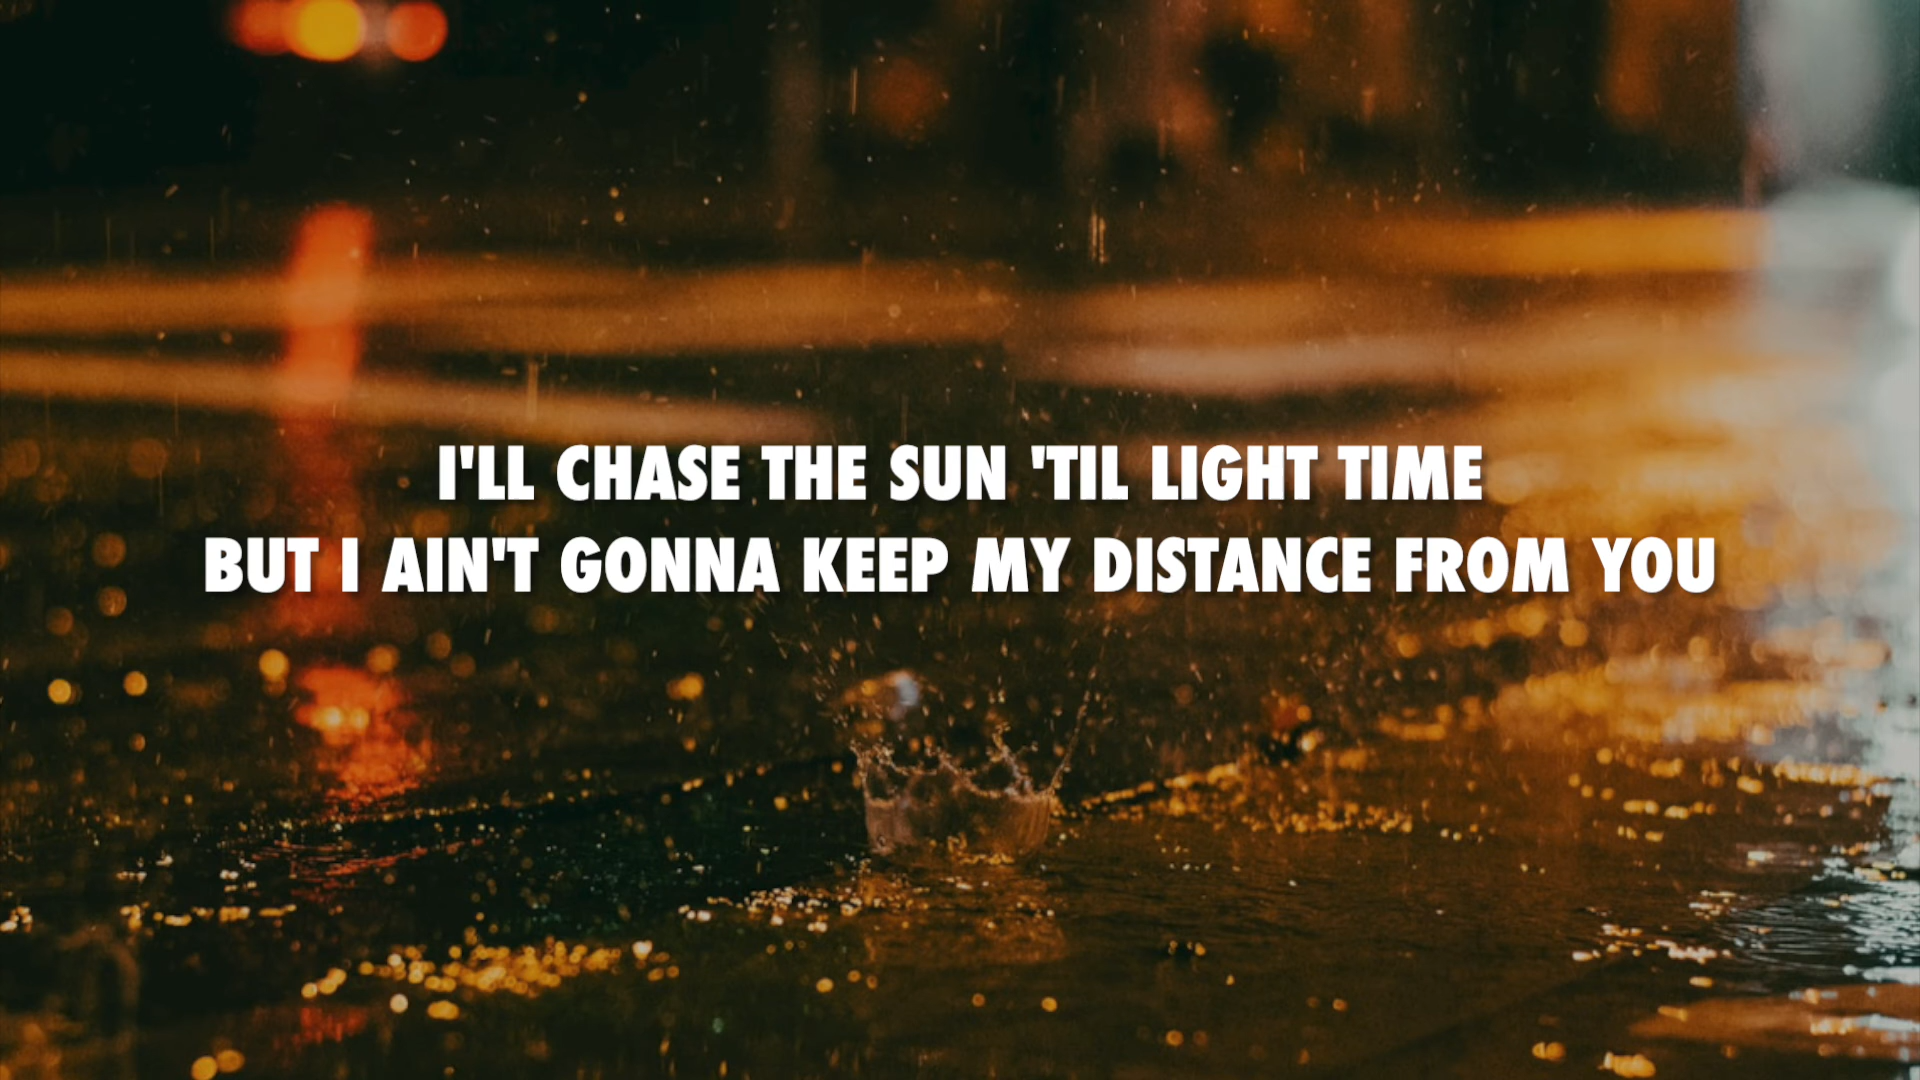 I'LL CHASE THE SUN 'TIL LIGHT TIME
BUT I AIN'T GONNA KEEP MY DISTANCE FROM YOU